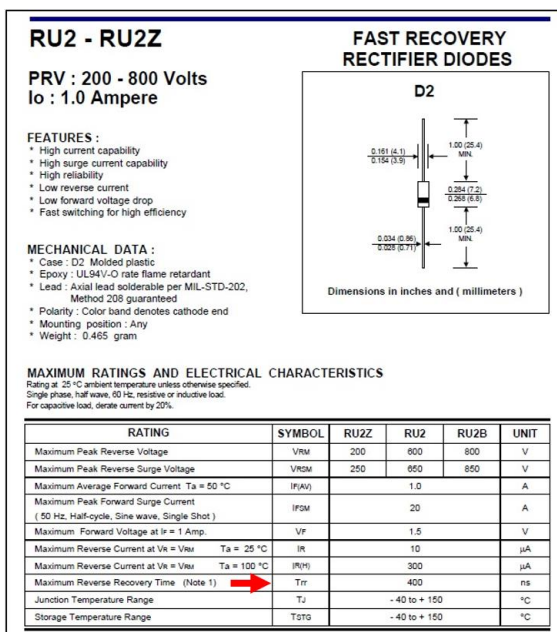 RU2 - RU2Z
PRV : 200 - 800 Volts
Io : 1.0 Ampere
FAST RECOVERY
RECTIFIER DIODES
FEATURES :
* High current capability
* High surge current capability
* High reliability
* Low reverse current
* Low forward voltage drop
* Fast switching for high efficiency
MECHANICAL DATA :
* Case : D2 Molded plastic
* Epoxy : UL94V-O rate flame retardant
* Lead : Axial lead solderable per MIL-STD-202,
Method 208 guaranteed
* Polarity : Color band denotes cathode end
* Mounting position : Any
* Weight : 0.465 gram
D2
0.161 (4.1)
0.154 (3.9)
1.00 (25.4)
MIN.
0.284 (7.2)
0.268 (6.8)
0.034 (0.86)
0.028 (0.71)
1.00 (25.4)
MIN.
Dimensions in inches and ( millimeters )
MAXIMUM RATINGS AND ELECTRICAL CHARACTERISTICS
Rating at 25 °C ambient temperature unless otherwise specified.
Single phase, half wave, 60 Hz, resistive or inductive load.
For capacitive load, derate current by 20%.
RATING SYMBOL RU2Z RU2 RU2B UNIT
Maximum Peak Reverse Voltage VRM 200 600 800 V
Maximum Peak Reverse Surge Voltage VRSM 250 650 850 V
Maximum Average Forward Current Ta = 50 °C IF(AV) 1.0 A
Maximum Peak Forward Surge Current
( 50 Hz, Half-cycle, Sine wave, Single Shot ) IFSM 20 A
Maximum Forward Voltage at IF = 1 Amp. VF 1.5 V
Maximum Reverse Current at VR = VRM Ta = 25 °C IR 10 µA
Maximum Reverse Current at VR = VRM Ta = 100 °C IR(H) 300 µA
Maximum Reverse Recovery Time (Note 1) Trr 400 ns
Junction Temperature Range TJ - 40 to + 150 °C
Storage Temperature Range TSTG - 40 to + 150 °C